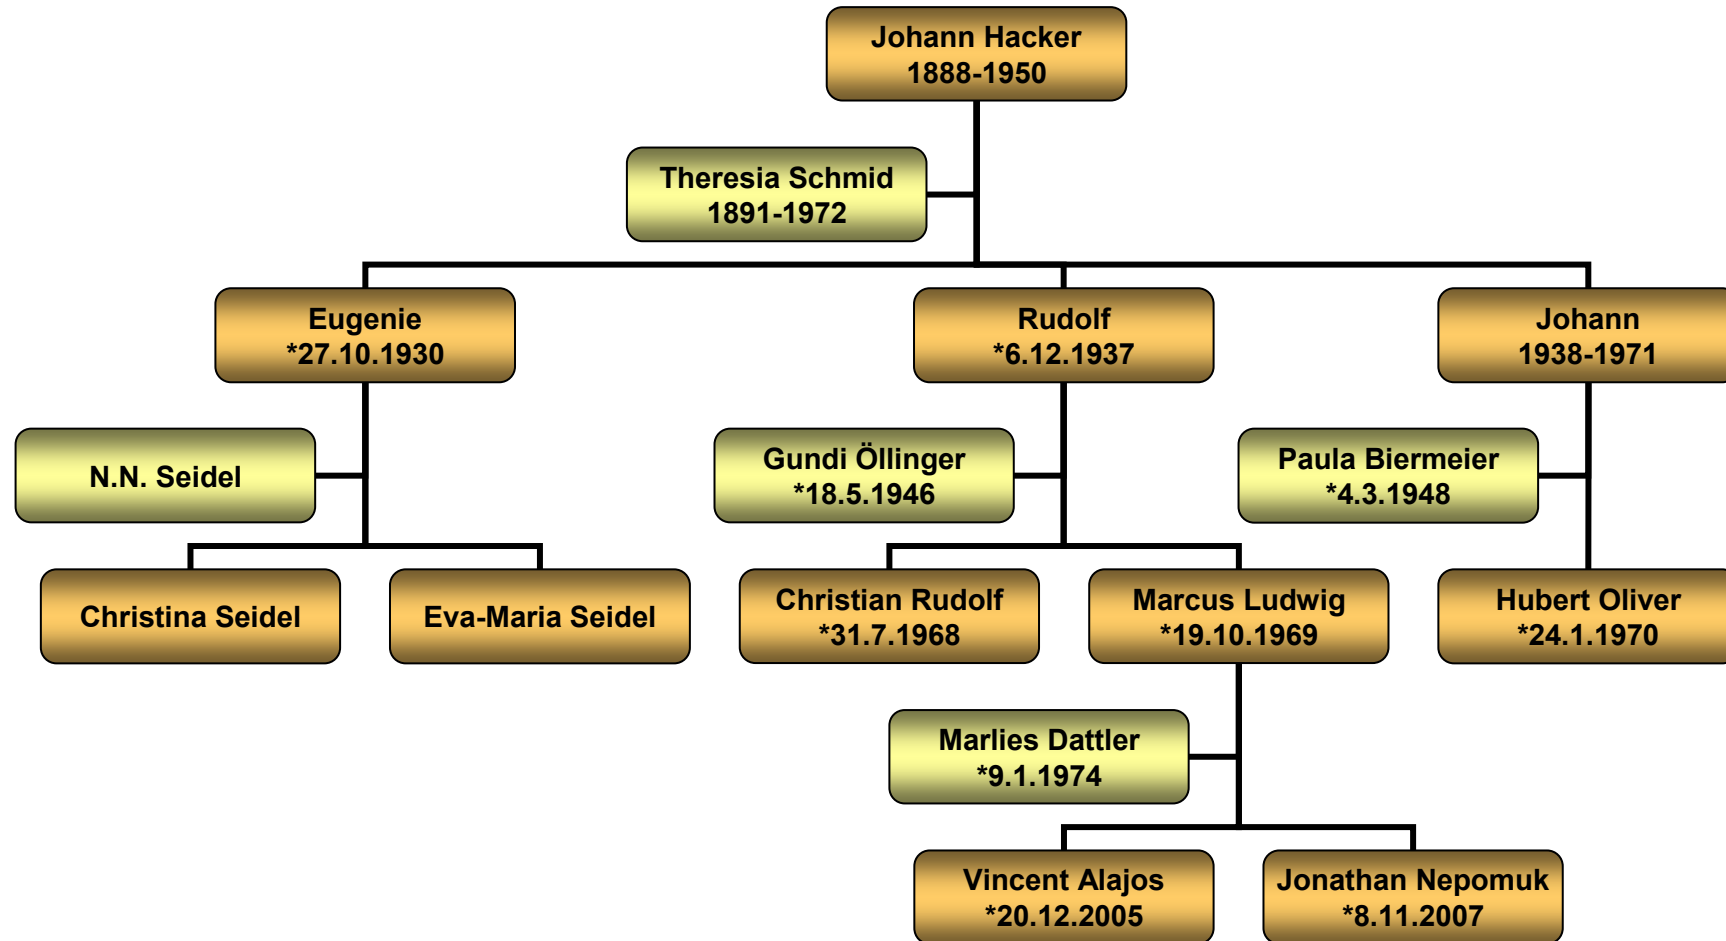 Johann Hacker
1888-1950
Theresia Schmid
1891-1972
Eugenie
*27.10.1930
Rudolf
*6.12.1937
Johann
1938-1971
N.N. Seidel
Gundi Öllinger
*18.5.1946
Paula Biermeier
*4.3.1948
Christina Seidel
Eva-Maria Seidel
Christian Rudolf
*31.7.1968
Marcus Ludwig
*19.10.1969
Hubert Oliver
*24.1.1970
Marlies Dattler
*9.1.1974
Vincent Alajos
*20.12.2005
Jonathan Nepomuk
*8.11.2007